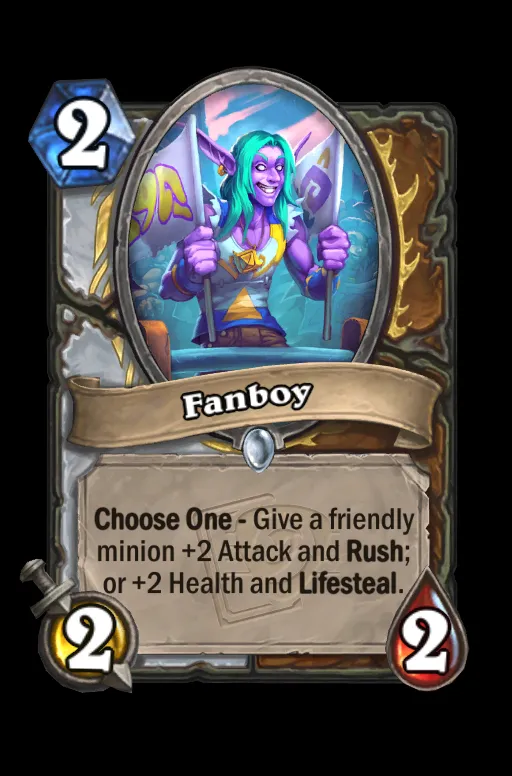 2
Fanboy
Choose One - Give a friendly
minion +2 Attack and Rush;
or +2 Health and Lifesteal.
2
2